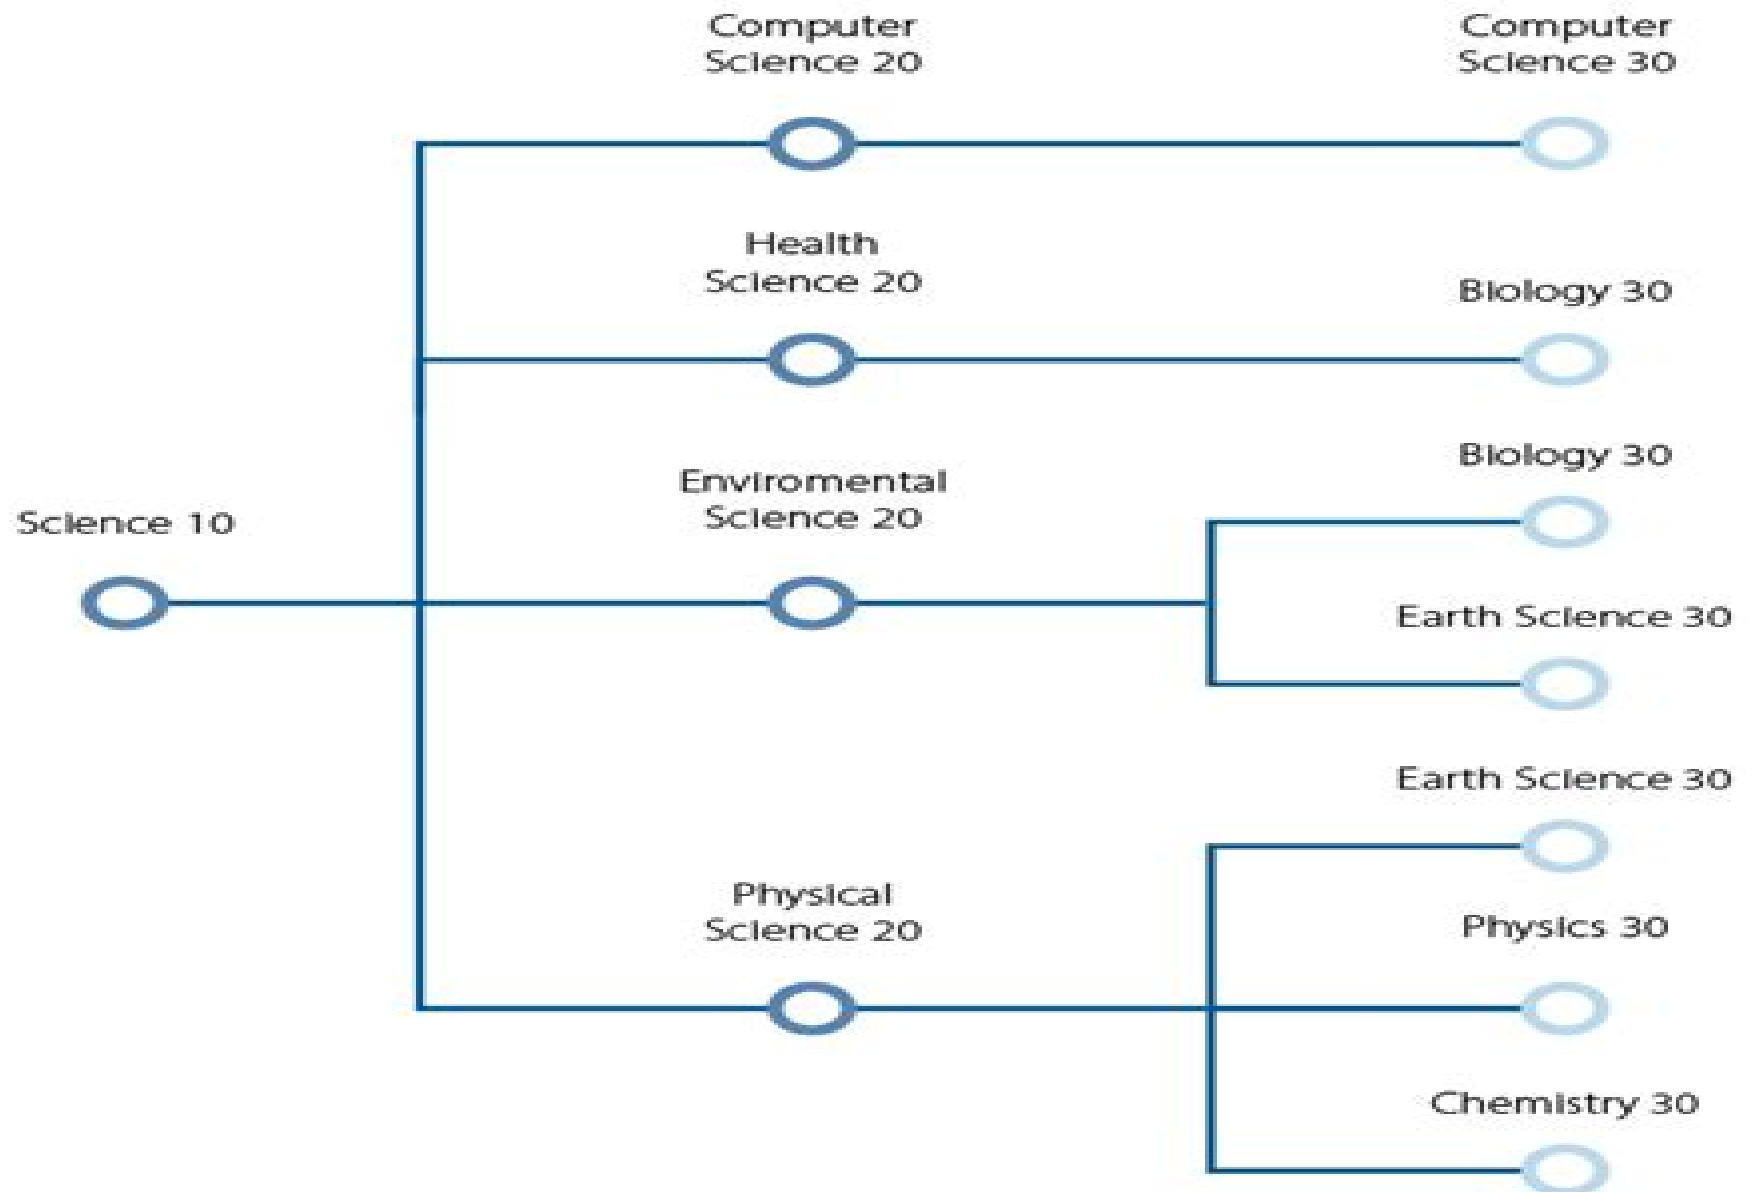 Computer
Science 20
Computer
Science 30
Health
Science 20
Biology 30
Biology 30
Enviromental
Science 20
Science 10
Earth Science 30
Earth Science 30
Physical
Science 20
Physics 30
Chemistry 30